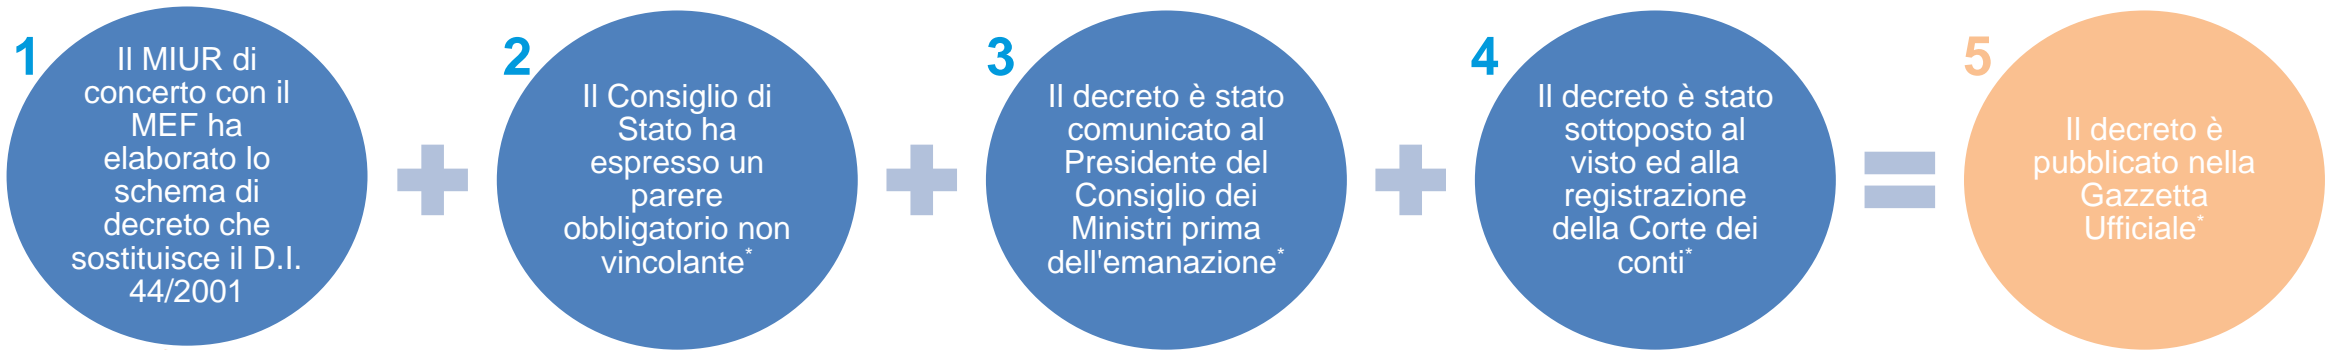 1
Il MIUR di
concerto con il
MEF ha
elaborato lo
schema di
decreto che
sostituisce il D.I.
44/2001
2
Il Consiglio di
Stato ha
espresso un
parere
obbligatorio non
vincolante*
3
Il decreto è stato
comunicato al
Presidente del
Consiglio dei
Ministri prima
dell'emanazione*
4
Il decreto è stato
sottoposto al
visto ed alla
registrazione
della Corte dei
conti*
5
Il decreto è
pubblicato nella
Gazzetta
Ufficiale*